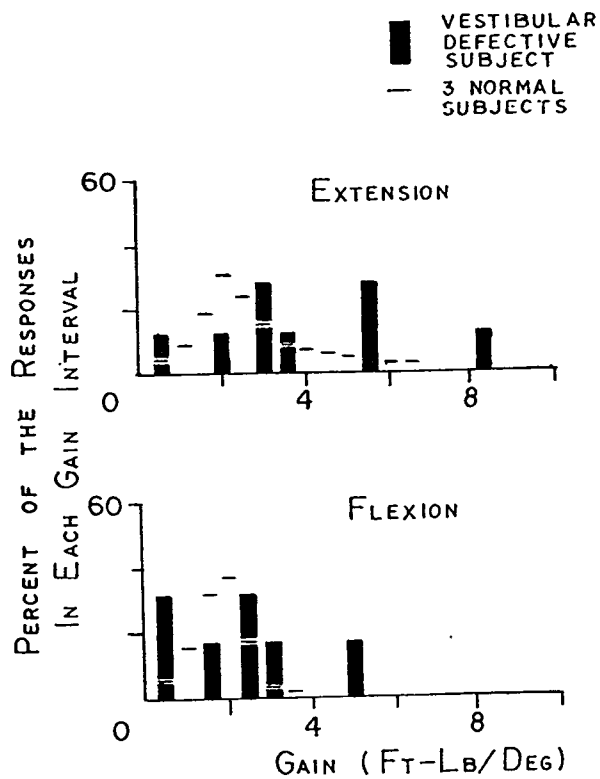 VESTIBULAR
DEFECTIVE
SUBJECT
3 NORMAL
SUBJECTS
PERCENT OF THE RESPONSES
IN EACH GAIN INTERVAL
EXTENSION
60
0
4
8
FLEXION
60
0
4
8
GAIN (FT-LB/DEG)